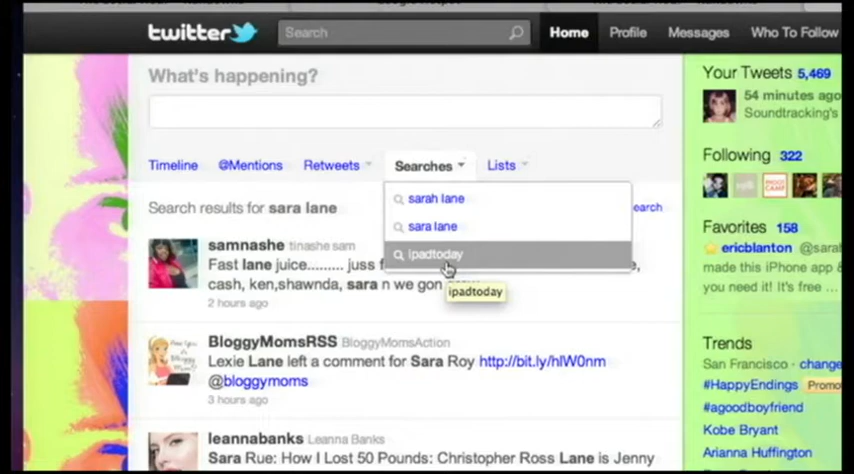 twitter
Search
Home
Profile
Messages
Who To Follow
What's happening?
Timeline
@Mentions
Retweets
Searches
Lists
sarah lane
sara lane
ipadtoday
ipadtoday
Search results for sara lane
earch
samnashe tinashe sam
Fast lane juice......... juss f
e,
cash, ken,shawnda, sara n we gon
2 hours ago
BloggyMomsRSS BloggyMomsAction
Lexie Lane left a comment for Sara Roy http://bit.ly/hIW0nm
@bloggymoms
3 hours ago
leannabanks Leanna Banks
Sara Rue: How I Lost 50 Pounds: Christopher Ross Lane is Jenny
Your Tweets 5,469
54 minutes ago
Soundtracking's
Following 322
Favorites 158
ericblanton @sarah
made this iPhone app &
you need it! It's free ...
Trends
San Francisco · change
#HappyEndings Promo
#agoodboyfriend
Kobe Bryant
Arianna Huffington